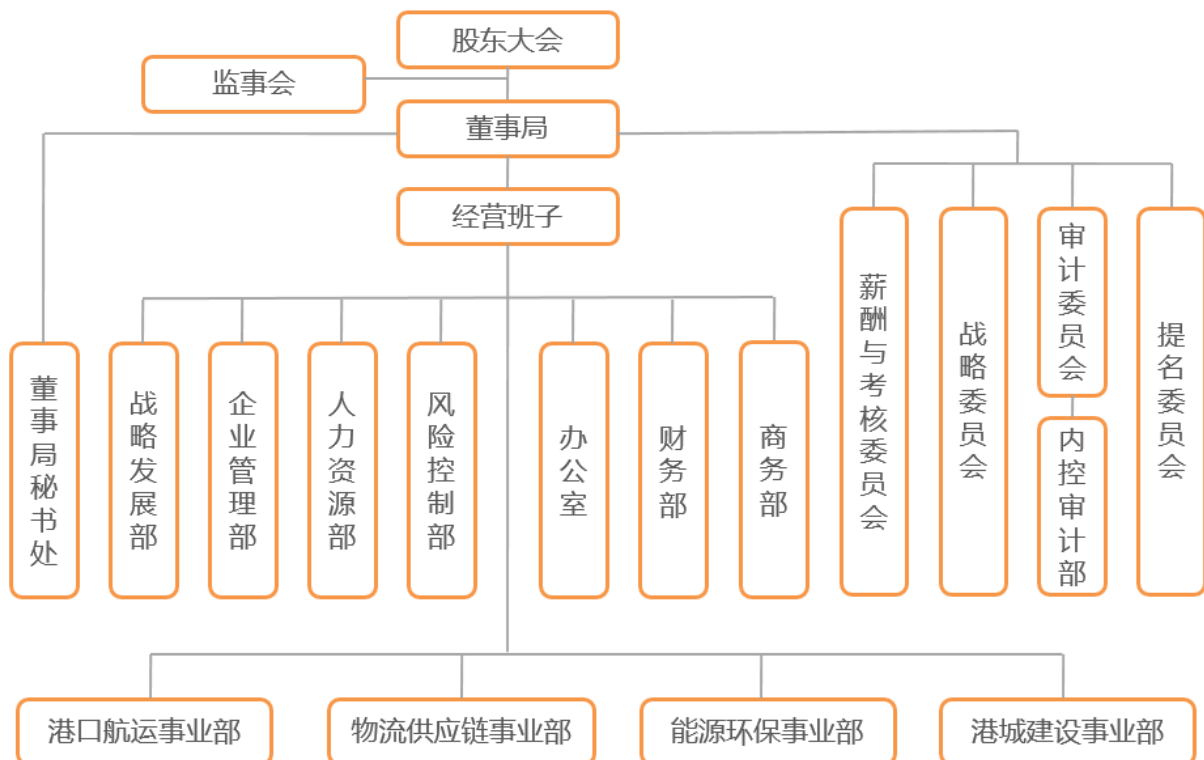 股东大会
监事会
董事局
经营班子
董事局秘书处
战略发展部
企业管理部
人力资源部
风险控制部
办公室
财务部
商务部
薪酬与考核委员会
战略委员会
审计委员会
内控审计部
提名委员会
港口航运事业部
物流供应链事业部
能源环保事业部
港城建设事业部